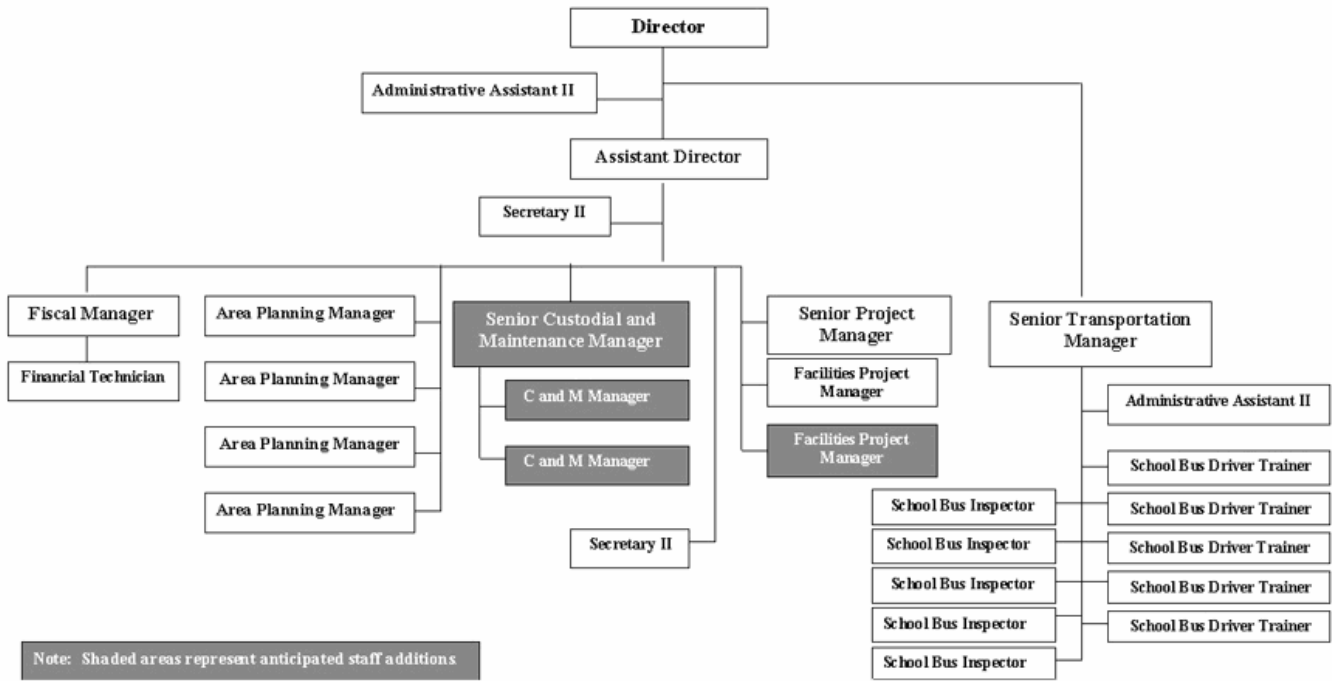 Director
Administrative Assistant II
Assistant Director
Secretary II
Fiscal Manager
Financial Technician
Area Planning Manager
Area Planning Manager
Area Planning Manager
Area Planning Manager
Senior Custodial and
Maintenance Manager
C and M Manager
C and M Manager
Secretary II
Senior Project
Manager
Facilities Project
Manager
Facilities Project
Manager
Senior Transportation
Manager
Administrative Assistant II
School Bus Driver Trainer
School Bus Driver Trainer
School Bus Driver Trainer
School Bus Driver Trainer
School Bus Driver Trainer
School Bus Inspector
School Bus Inspector
School Bus Inspector
School Bus Inspector
School Bus Inspector
Note: Shaded areas represent anticipated staff additions.